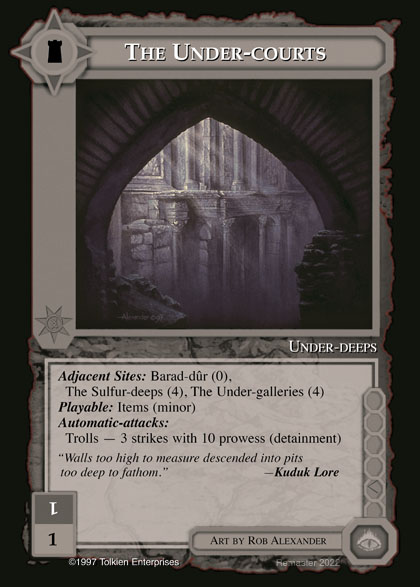 THE UNDER-COURTS
UNDER-DEEPS
Adjacent Sites: Barad-dûr (0),
The Sulfur-deeps (4), The Under-galleries (4)
Playable: Items (minor)
Automatic-attacks:
Trolls — 3 strikes with 10 prowess (detainment)
“Walls too high to measure descended into pits
too deep to fathom.” —Kuduk Lore
1
1
ART BY ROB ALEXANDER
©1997 Tolkien Enterprises
Remaster 2022